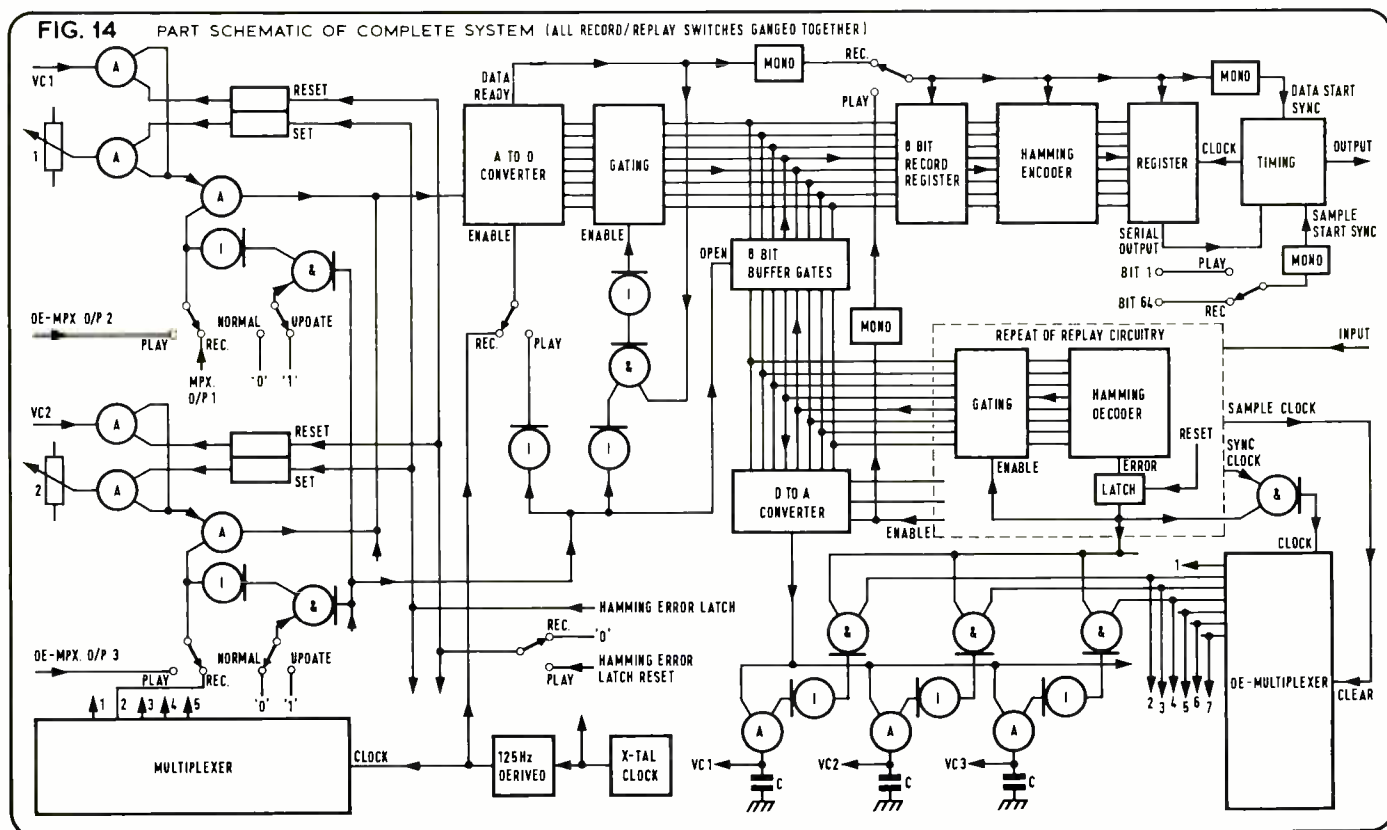 FIG. 14 PART SCHEMATIC OF COMPLETE SYSTEM (ALL RECORD/REPLAY SWITCHES GANGED TOGETHER)
VC1
A
RESET
SET
1
A
A
I
&
DE-MPX. O/P 2
PLAY
REC.
MPX. O/P 1
NORMAL
UPDATE
'0'
'1'
VC2
A
RESET
SET
2
A
A
I
&
DE-MPX. O/P 3
PLAY
REC.
NORMAL
UPDATE
'0'
'1'
1 2 3 4 5
MULTIPLEXER
CLOCK
125Hz DERIVED
X-TAL CLOCK
HAMMING ERROR LATCH
REC.
'0'
PLAY
HAMMING ERROR
LATCH RESET
DATA READY
A TO D CONVERTER
ENABLE
REC.
PLAY
GATING
ENABLE
I
&
I
I
MONO
REC.
PLAY
8 BIT RECORD REGISTER
HAMMING ENCODER
REGISTER
SERIAL OUTPUT
MONO
DATA START SYNC
CLOCK
TIMING
OUTPUT
SAMPLE START SYNC
MONO
BIT 1
PLAY
BIT 64
REC
OPEN
8 BIT BUFFER GATES
MONO
D TO A CONVERTER
ENABLE
REPEAT OF REPLAY CIRCUITRY
GATING
ENABLE
HAMMING DECODER
ERROR
LATCH
RESET
INPUT
SAMPLE CLOCK
SYNC CLOCK
&
CLOCK
1
DE-MULTIPLEXER
CLEAR
2 3 4 5 6 7
& & &
I I I
A A A
VC1
VC2
VC3
C C C